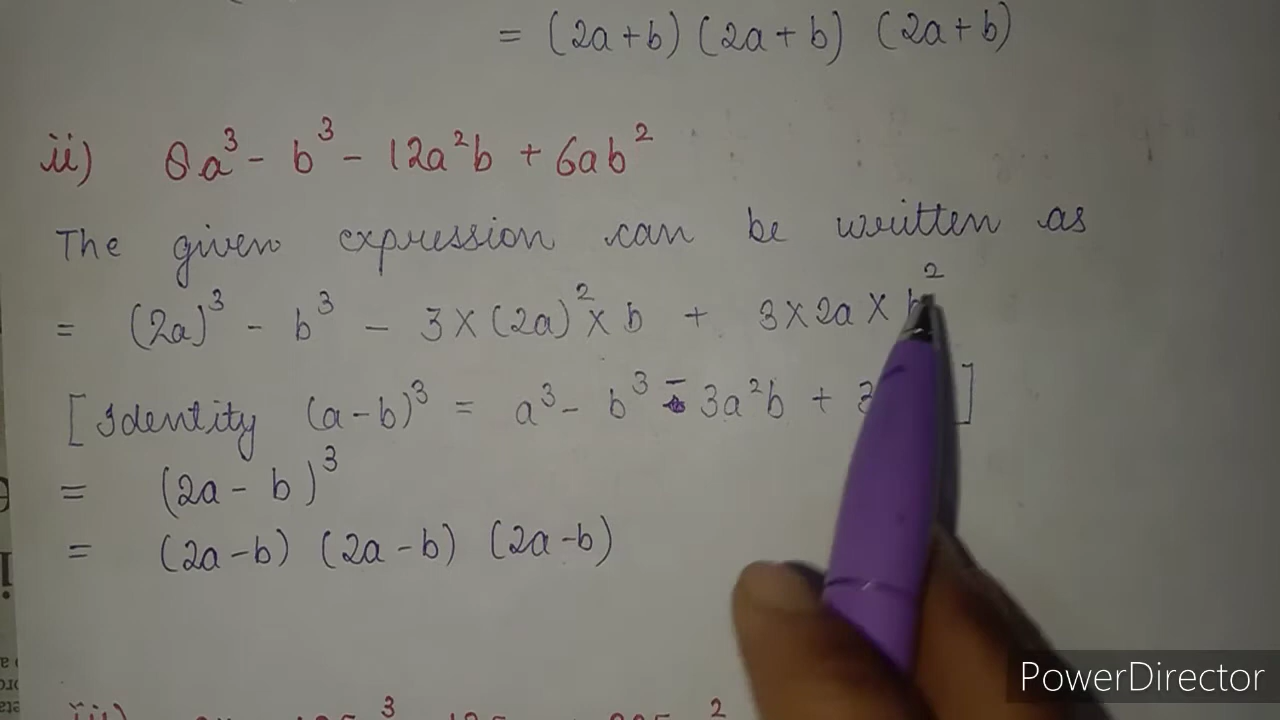 = (2a+b) (2a+b) (2a+b)
ii) 8a³ - b³ - 12a²b + 6ab²
The given expression can be written as
= (2a)³ - b³ - 3×(2a)²×b + 3×2a×b²
[Identity (a-b)³ = a³ - b³ - 3a²b + ]
= (2a - b)³
= (2a-b) (2a-b) (2a-b)
iii)
PowerDirector